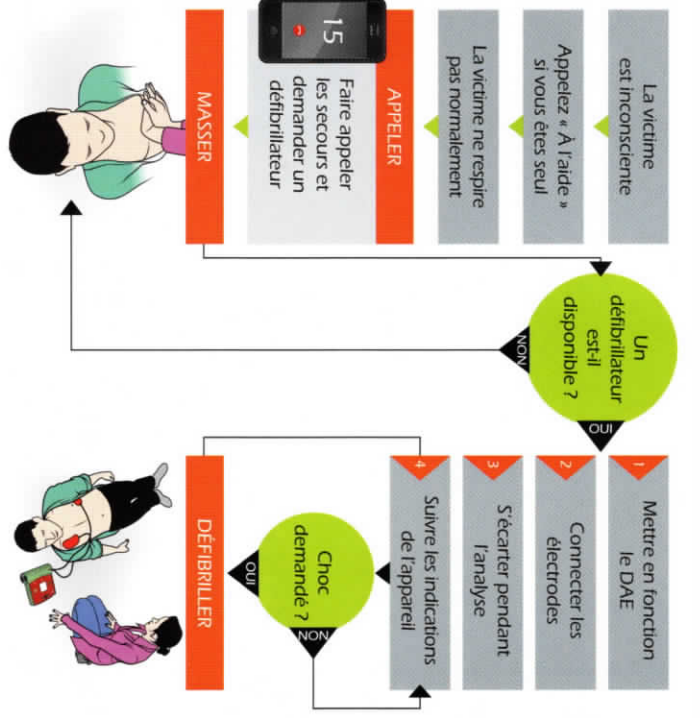 La victime
est inconsciente
Appelez « À l'aide »
si vous êtes seul
La victime ne respire
pas normalement
APPELER
15
Faire appeler
les secours et
demander un
défibrillateur
MASSER
Un
défibrillateur
est-il
disponible ?
NON
OUI
1
Mettre en fonction
le DAE
2
Connecter les
électrodes
3
S'écarter pendant
l'analyse
4
Suivre les indications
de l'appareil
Choc
demandé ?
NON
OUI
DÉFIBRILLER